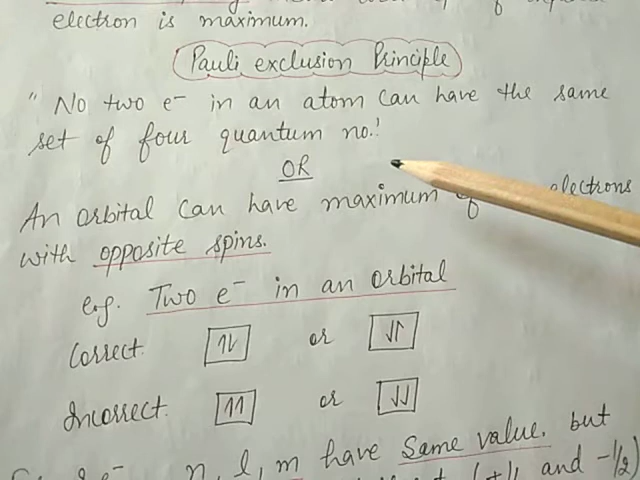 electron is maximum.
Pauli exclusion Principle
" No two e⁻ in an atom can have the same
set of four quantum no.'
OR
An orbital can have maximum electrons
with opposite spins.
e.g. Two e⁻ in an orbital
Correct. ↿⇂ or ⇃↾
Incorrect. ↿↿ or ⇃⇃
e⁻ n, l, m have same value. but
and -1/2)